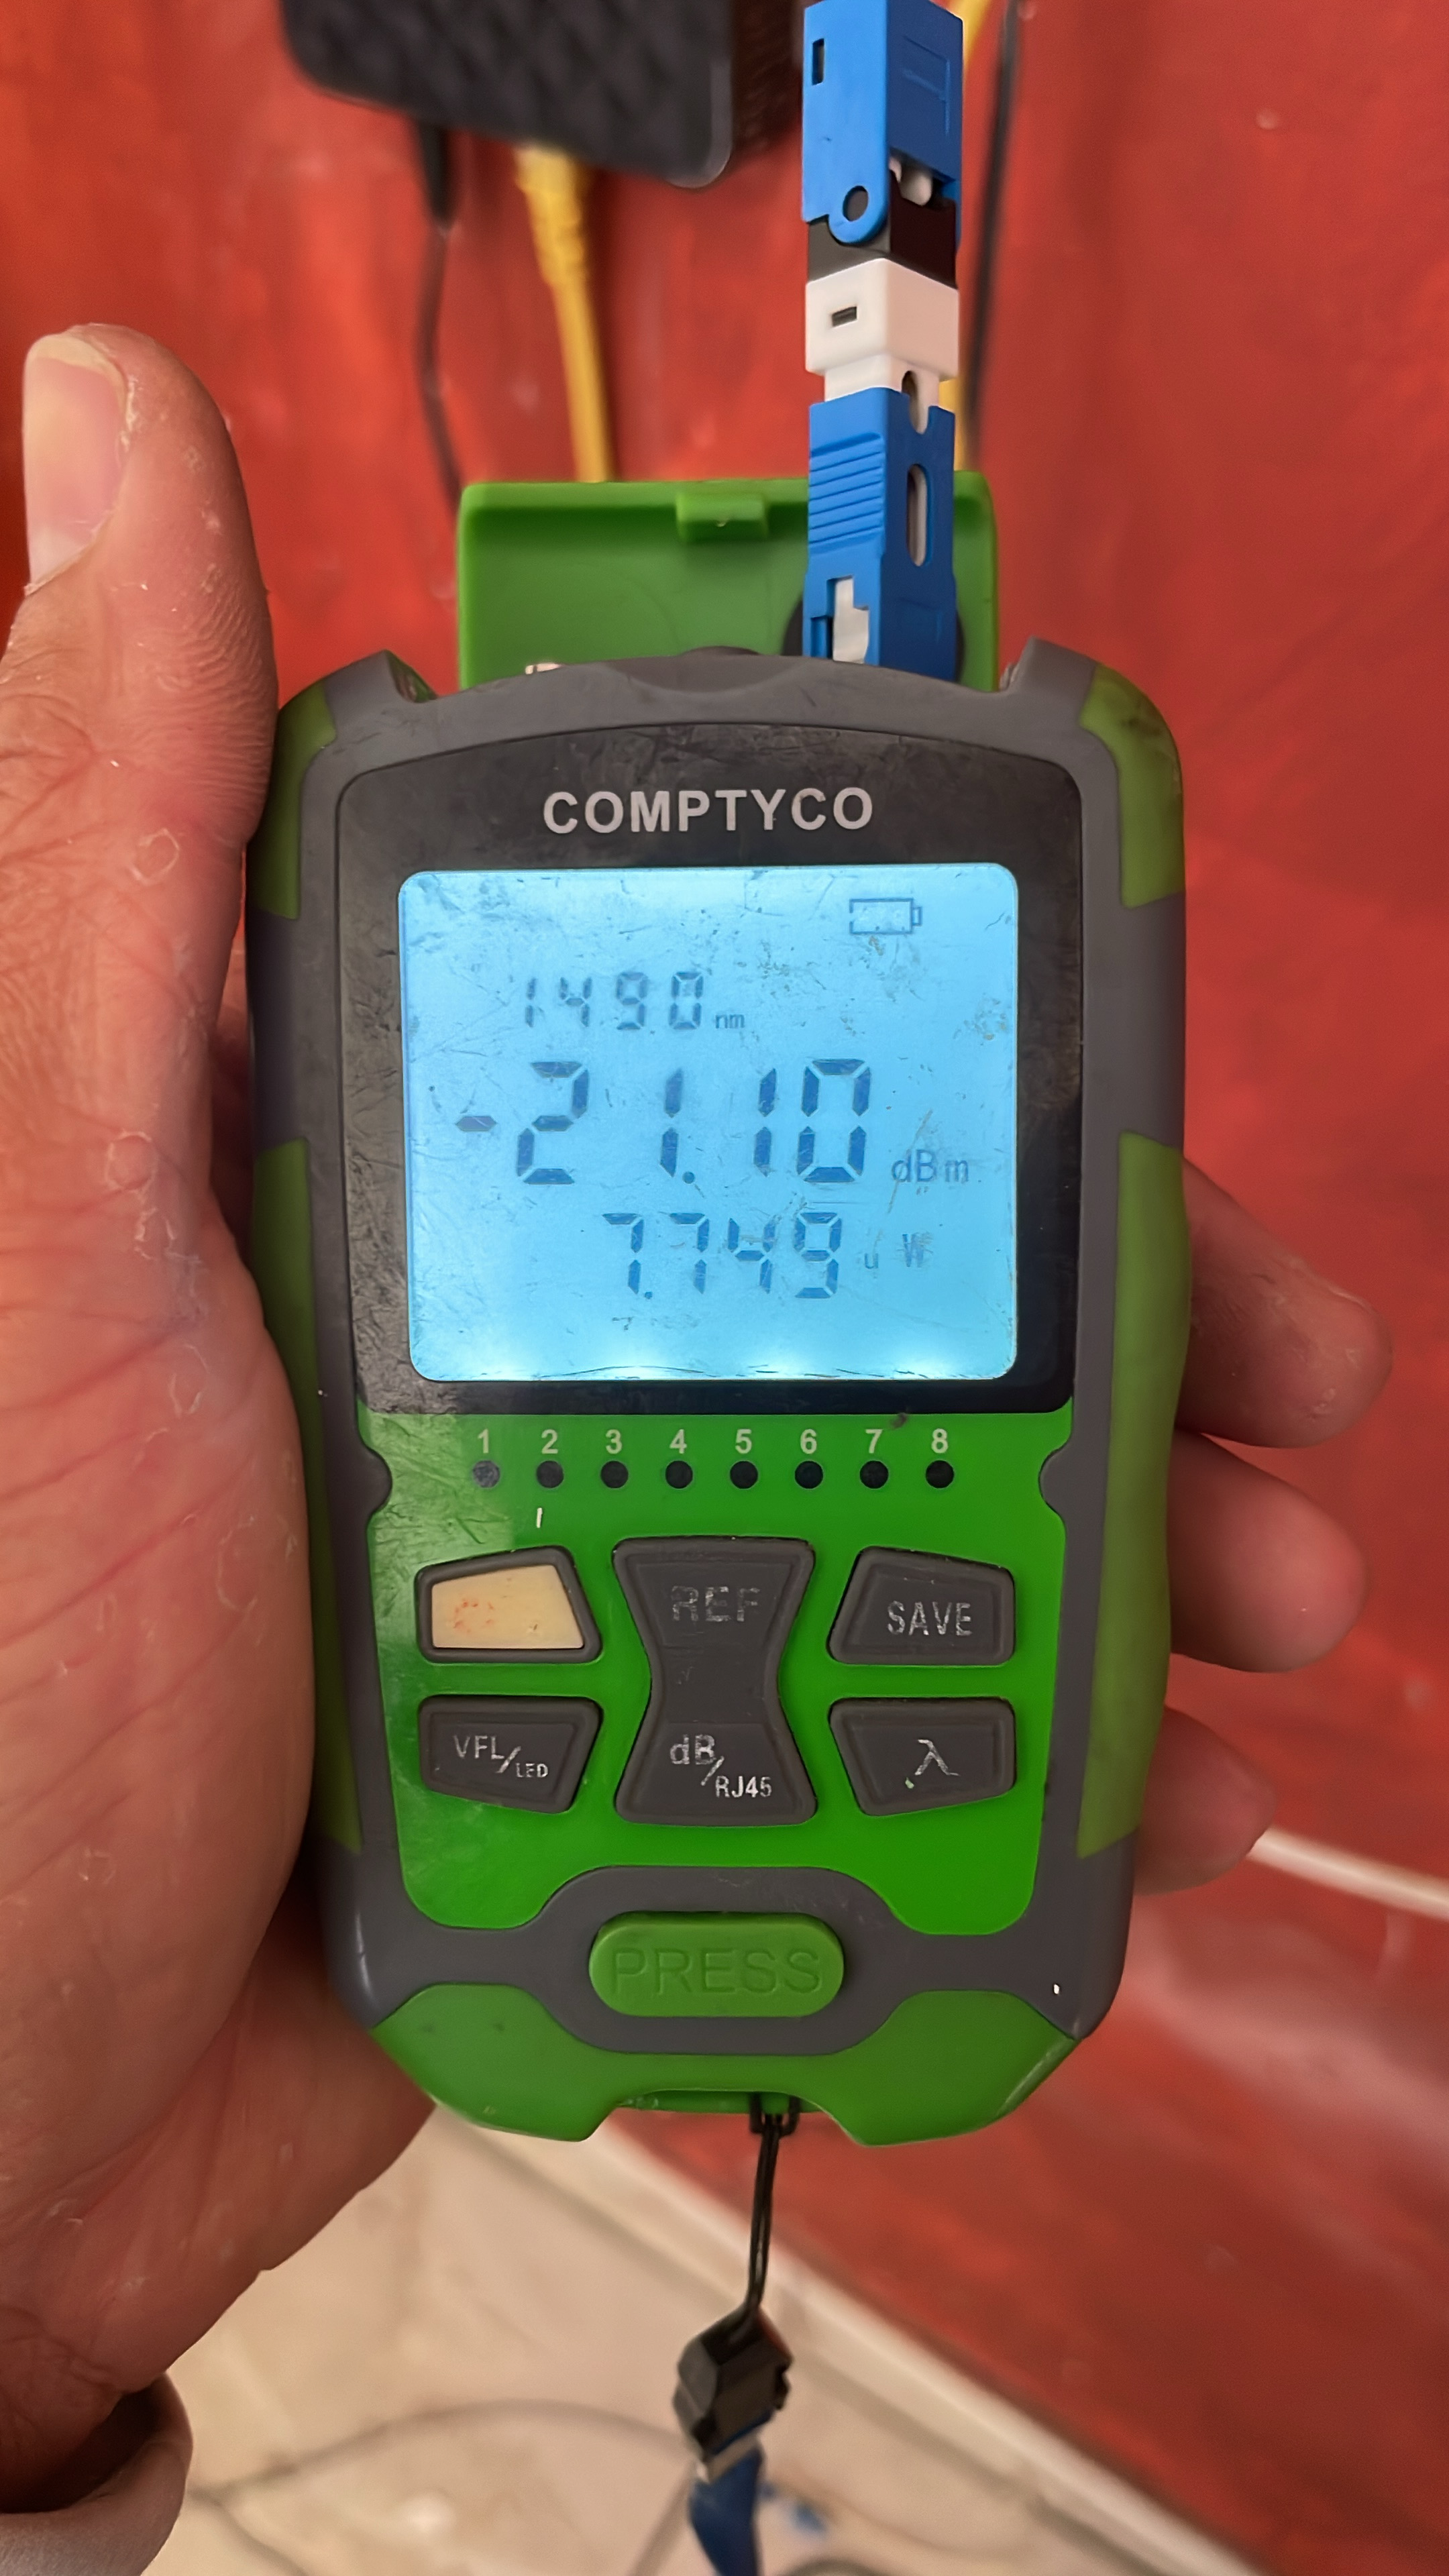 COMPTYCO
1490 nm
-21.10 dBm
7.749 u W
1 2 3 4 5 6 7 8
REF
SAVE
VFL/LED
dB/RJ45
λ
PRESS